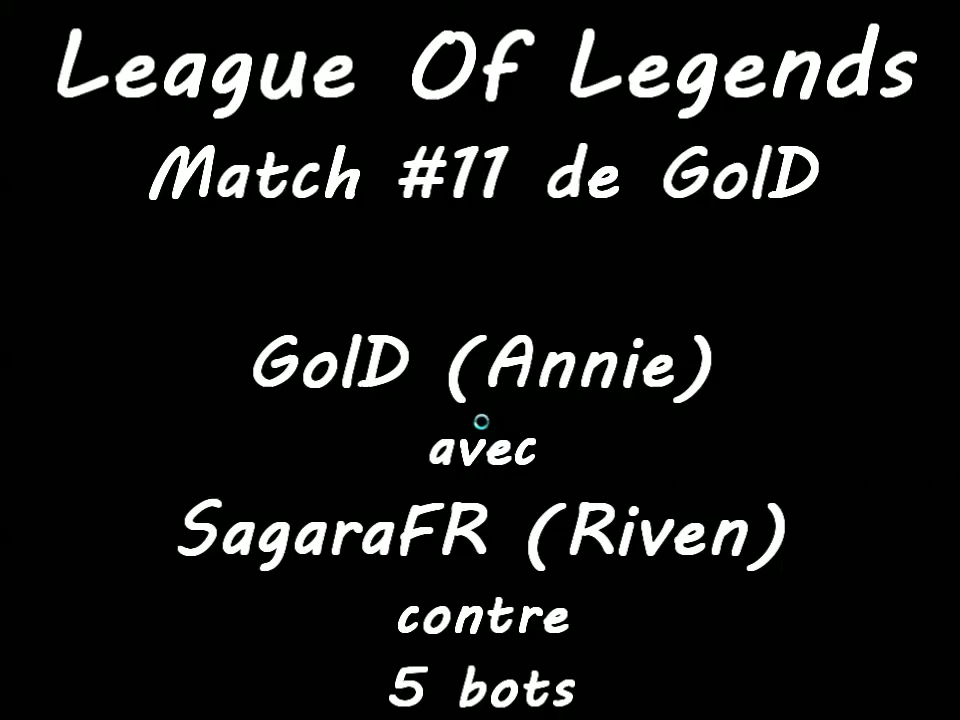 League Of Legends
Match #11 de GolD
GolD (Annie)
avec
SagaraFR (Riven)
contre
5 bots